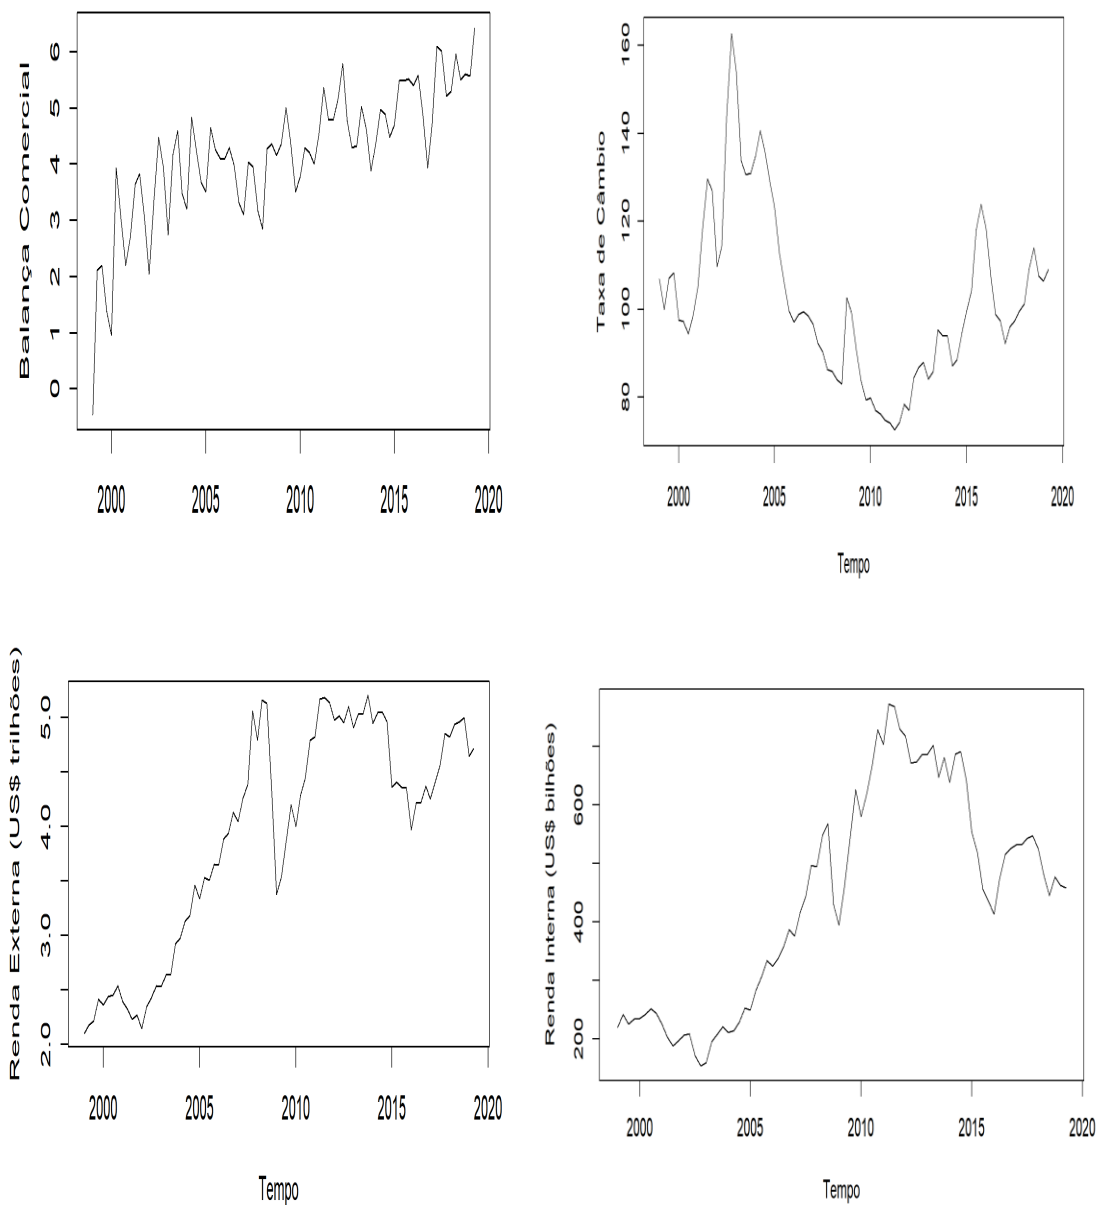 Balança Comercial
6
5
4
3
2
1
0
2000 2005 2010 2015 2020
Taxa de Câmbio
160
140
120
100
80
2000 2005 2010 2015 2020
Tempo
Renda Externa (US$ trilhões)
5.0
4.0
3.0
2.0
2000 2005 2010 2015 2020
Tempo
Renda Interna (US$ bilhões)
600
400
200
2000 2005 2010 2015 2020
Tempo